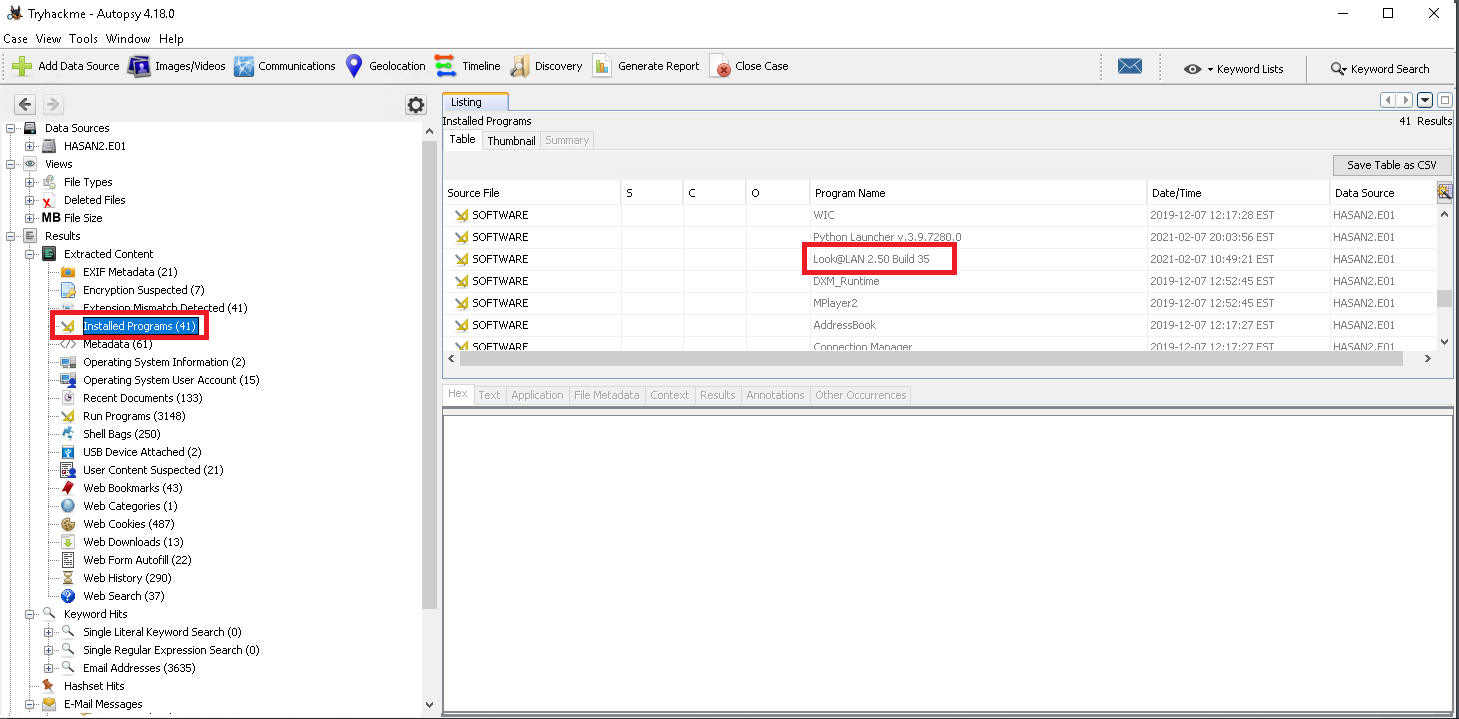 Tryhackme - Autopsy 4.18.0
Case View Tools Window Help
Add Data Source Images/Videos Communications Geolocation Timeline Discovery Generate Report Close Case Keyword Lists Keyword Search
Data Sources
HASAN2.E01
Views
File Types
Deleted Files
MB File Size
Results
Extracted Content
EXIF Metadata (21)
Encryption Suspected (7)
Extension Mismatch Detected (41)
Installed Programs (41)
Metadata (61)
Operating System Information (2)
Operating System User Account (15)
Recent Documents (133)
Run Programs (3148)
Shell Bags (250)
USB Device Attached (2)
User Content Suspected (21)
Web Bookmarks (43)
Web Categories (1)
Web Cookies (487)
Web Downloads (13)
Web Form Autofill (22)
Web History (290)
Web Search (37)
Keyword Hits
Single Literal Keyword Search (0)
Single Regular Expression Search (0)
Email Addresses (3635)
Hashset Hits
E-Mail Messages
Listing
Installed Programs 41 Results
Table Thumbnail Summary
Save Table as CSV
Source File S C O Program Name Date/Time Data Source
SOFTWARE WIC 2019-12-07 12:17:28 EST HASAN2.E01
SOFTWARE Python Launcher v.3.9.7280.0 2021-02-07 20:03:56 EST HASAN2.E01
SOFTWARE Look@LAN 2.50 Build 35 2021-02-07 10:49:21 EST HASAN2.E01
SOFTWARE DXM_Runtime 2019-12-07 12:52:45 EST HASAN2.E01
SOFTWARE MPlayer2 2019-12-07 12:52:45 EST HASAN2.E01
SOFTWARE AddressBook 2019-12-07 12:17:27 EST HASAN2.E01
SOFTWARE Connection Manager 2019-12-07 12:17:27 EST HASAN2.E01
Hex Text Application File Metadata Context Results Annotations Other Occurrences